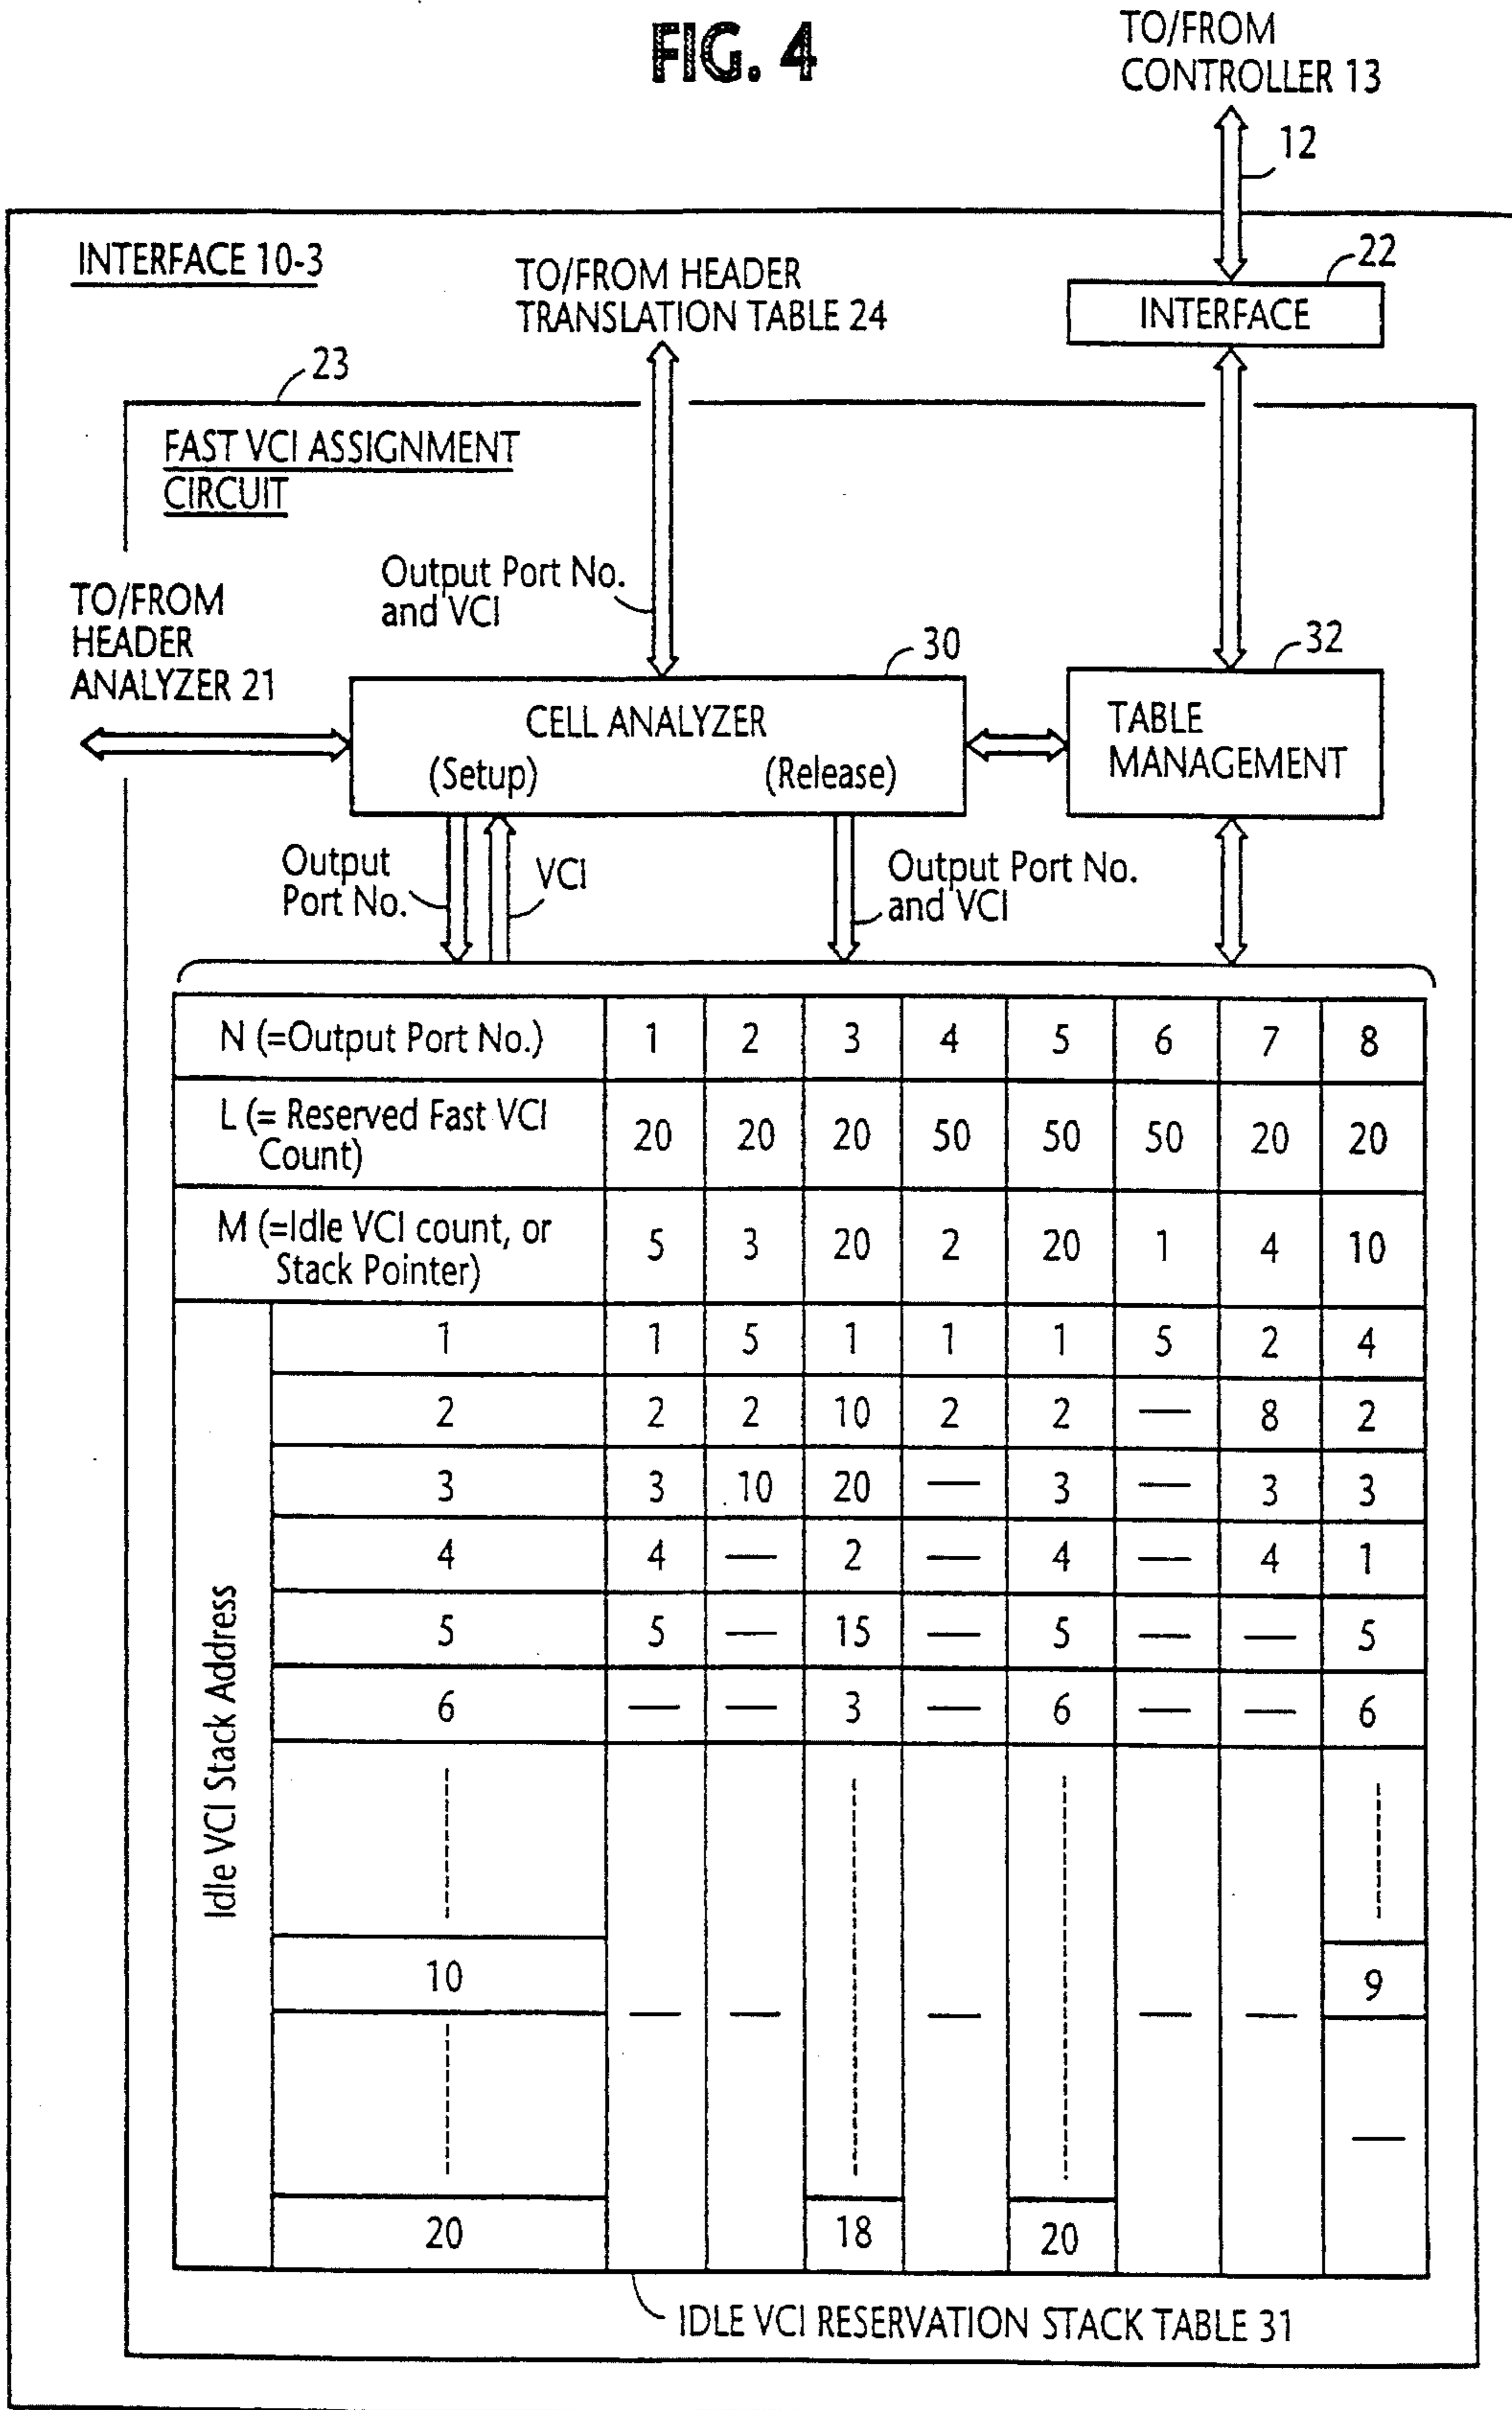 FIG. 4
TO/FROM
CONTROLLER 13
12
INTERFACE 10-3
TO/FROM HEADER
TRANSLATION TABLE 24
22
INTERFACE
23
FAST VCI ASSIGNMENT
CIRCUIT
Output Port No.
and VCI
TO/FROM
HEADER
ANALYZER 21
30
CELL ANALYZER
(Setup) (Release)
32
TABLE
MANAGEMENT
Output
Port No.
VCI
Output Port No.
and VCI
N (=Output Port No.) 1 2 3 4 5 6 7 8
L (= Reserved Fast VCI
Count) 20 20 20 50 50 50 20 20
M (=Idle VCI count, or
Stack Pointer) 5 3 20 2 20 1 4 10
Idle VCI Stack Address
1 1 5 1 1 1 5 2 4
2 2 2 10 2 2 — 8 2
3 3 10 20 — 3 — 3 3
4 4 — 2 — 4 — 4 1
5 5 — 15 — 5 — — 5
6 — — 3 — 6 — — 6
10 9
— — — — — —
20 18 20
IDLE VCI RESERVATION STACK TABLE 31